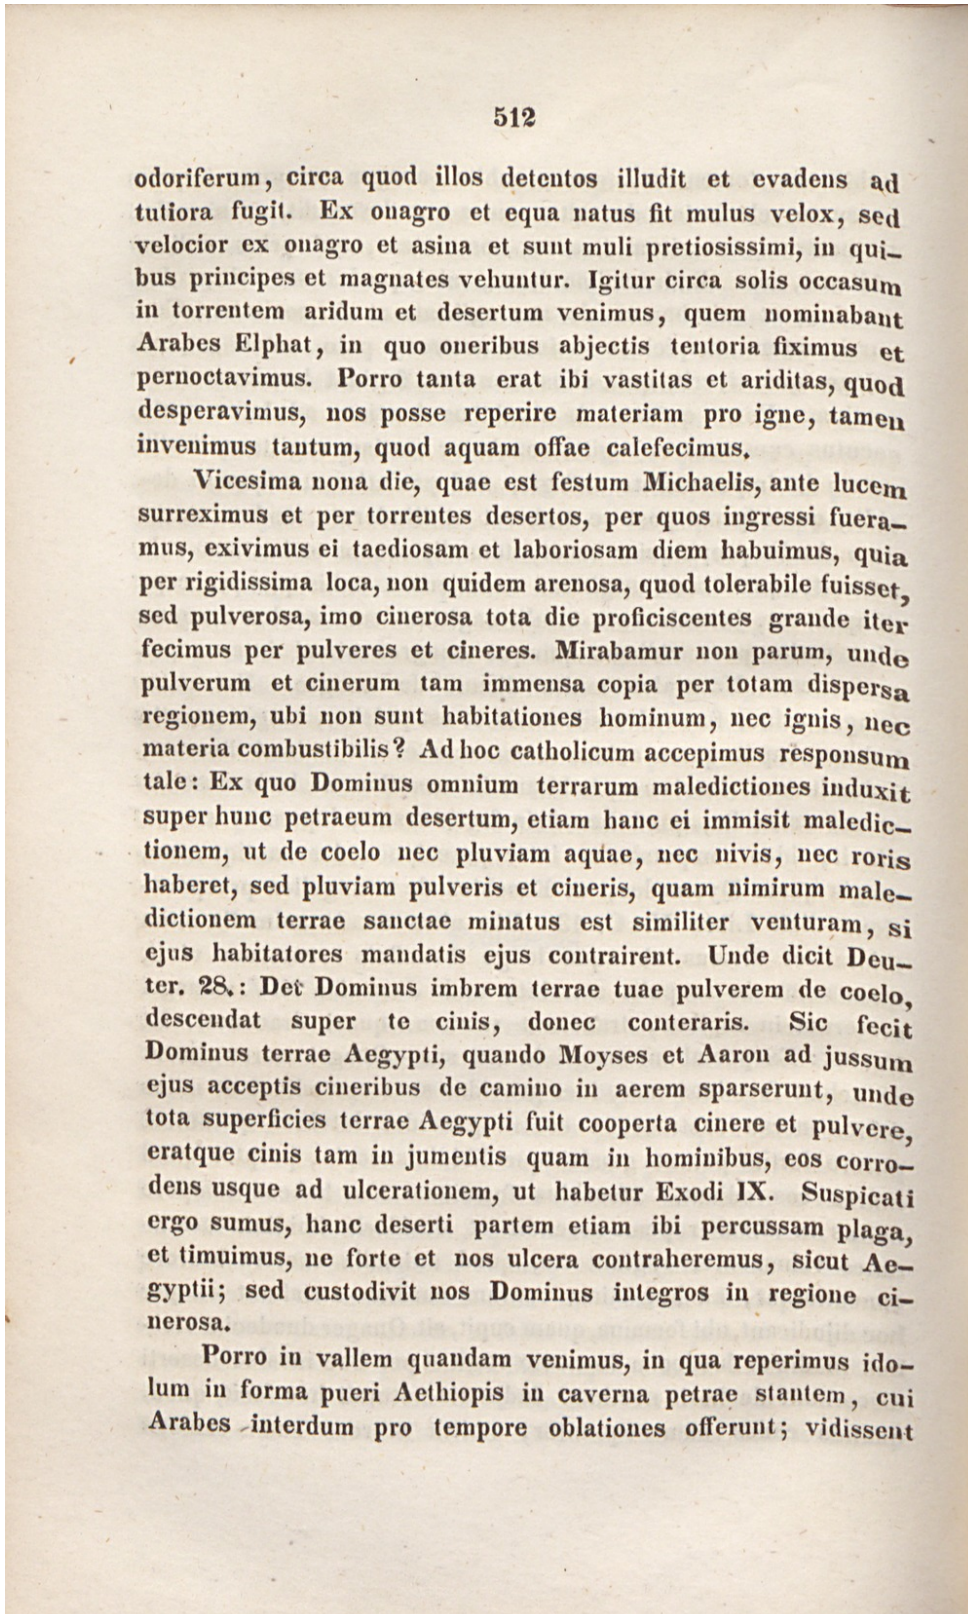 512
odoriferum, circa quod illos detentos illudit et evadens ad
tutiora fugit. Ex onagro et equa natus fit mulus velox, sed
velocior ex onagro et asina et sunt muli pretiosissimi, in qui-
bus principes et magnates vehuntur. Igitur circa solis occasum
in torrentem aridum et desertum venimus, quem nominabant
Arabes Elphat, in quo oneribus abjectis tentoria fiximus et
pernoctavimus. Porro tanta erat ibi vastitas et ariditas, quod
desperavimus, nos posse reperire materiam pro igne, tamen
invenimus tantum, quod aquam offae calefecimus.
Vicesima nona die, quae est festum Michaelis, ante lucem
surreximus et per torrentes desertos, per quos ingressi fuera-
mus, exivimus ei taediosam et laboriosam diem habuimus, quia
per rigidissima loca, non quidem arenosa, quod tolerabile fuisset,
sed pulverosa, imo cinerosa tota die proficiscentes grande iter
fecimus per pulveres et cineres. Mirabamur non parum, unde
pulverum et cinerum tam immensa copia per totam dispersa
regionem, ubi non sunt habitationes hominum, nec ignis, nec
materia combustibilis? Ad hoc catholicum accepimus responsum
tale: Ex quo Dominus omnium terrarum maledictiones induxit
super hunc petraeum desertum, etiam hanc ei immisit maledic-
tionem, ut de coelo nec pluviam aquae, nec nivis, nec roris
haberet, sed pluviam pulveris et cineris, quam nimirum male-
dictionem terrae sanctae minatus est similiter venturam, si
ejus habitatores mandatis ejus contrairent. Unde dicit Deu-
ter. 28.: Det Dominus imbrem terrae tuae pulverem de coelo,
descendat super te cinis, donec conteraris. Sic fecit
Dominus terrae Aegypti, quando Moyses et Aaron ad jussum
ejus acceptis cineribus de camino in aerem sparserunt, unde
tota superficies terrae Aegypti fuit cooperta cinere et pulvere,
eratque cinis tam in jumentis quam in hominibus, eos corro-
dens usque ad ulcerationem, ut habetur Exodi IX. Suspicati
ergo sumus, hanc deserti partem etiam ibi percussam plaga,
et timuimus, ne forte et nos ulcera contraheremus, sicut Ae-
gyptii; sed custodivit nos Dominus integros in regione ci-
nerosa.
Porro in vallem quandam venimus, in qua reperimus ido-
lum in forma pueri Aethiopis in caverna petrae stantem, cui
Arabes interdum pro tempore oblationes offerunt; vidissent